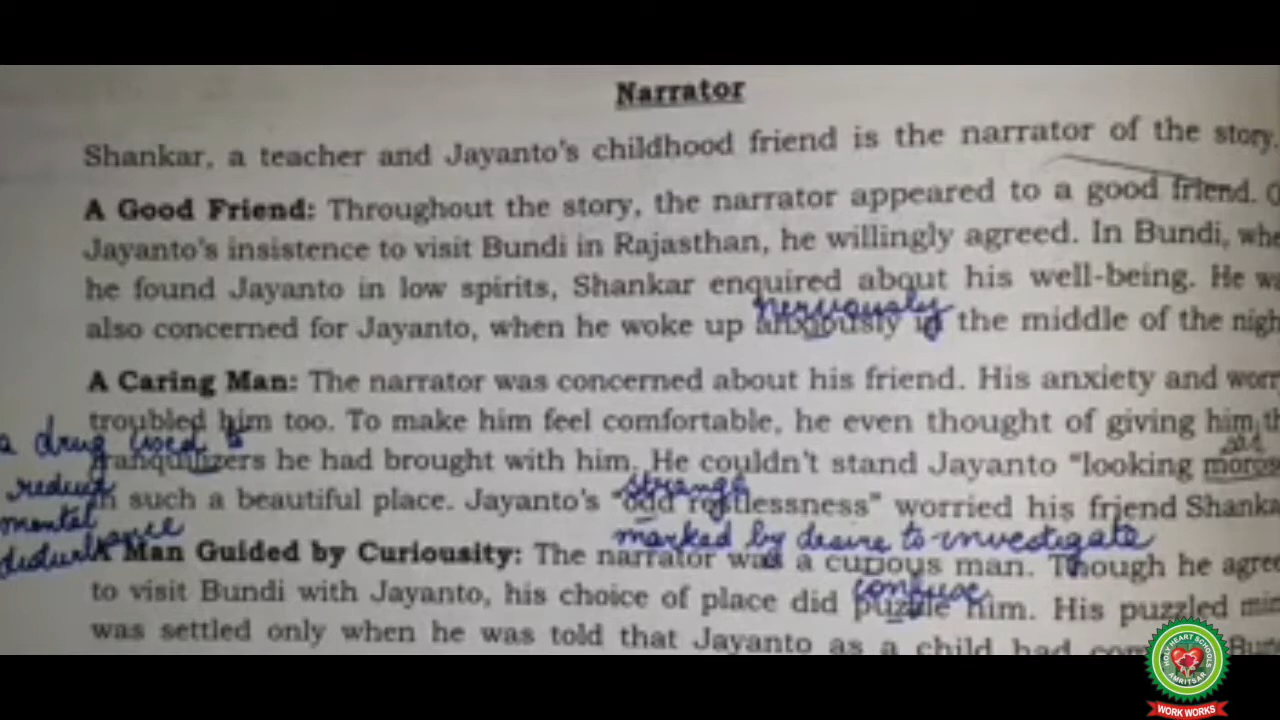 Narrator
Shankar, a teacher and Jayanto's childhood friend is the narrator of the story.
A Good Friend: Throughout the story, the narrator appeared to a good friend.
Jayanto's insistence to visit Bundi in Rajasthan, he willingly agreed. In Bundi,
he found Jayanto in low spirits, Shankar enquired about his well-being. He
nervously
also concerned for Jayanto, when he woke up anxiously in the middle of the
A Caring Man: The narrator was concerned about his friend. His anxiety and
troubled him too. To make him feel comfortable, he even thought of giving him
a drug used to
sad
tranquilizers he had brought with him. He couldn't stand Jayanto "looking
reduce
strange
in such a beautiful place. Jayanto's "odd restlessness" worried his friend
mental
marked by desire to investigate
A Man Guided by Curiousity: The narrator was a curious man. Though he
confuse
to visit Bundi with Jayanto, his choice of place did puzzle him. His puzzled
was settled only when he was told that Jayanto as a child had
HOLY HEART SCHOOLS
AMRITSAR
WORK WORKS